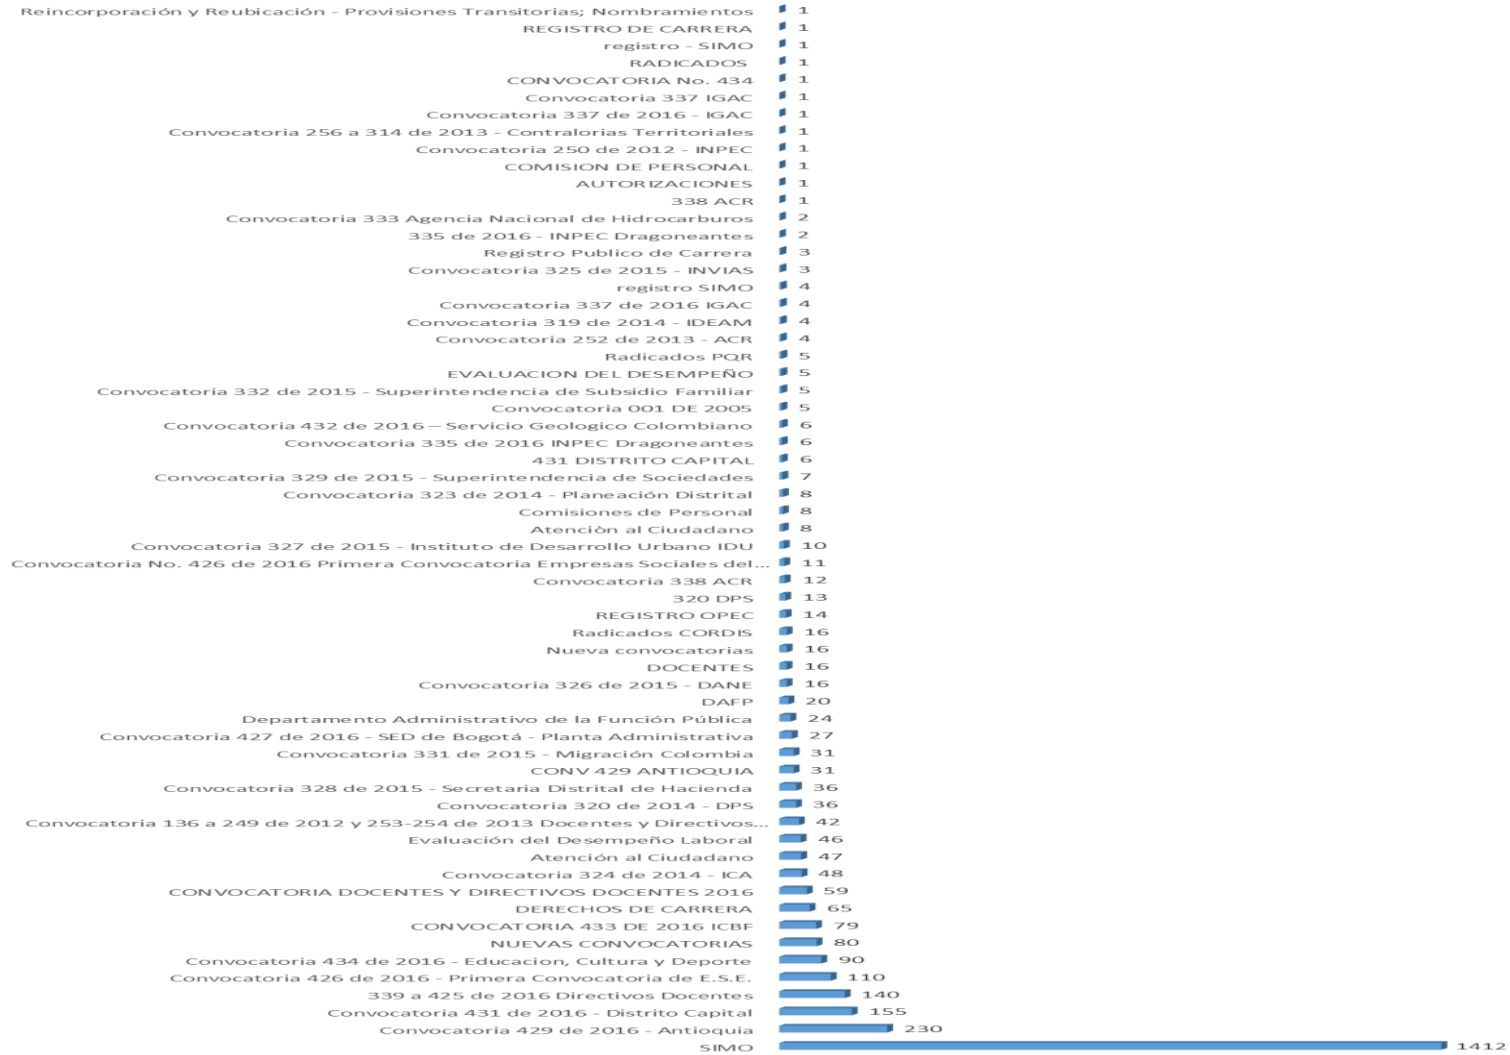 Reincorporación y Reubicación - Provisiones Transitorias; Nombramientos 1
REGISTRO DE CARRERA 1
registro - SIMO 1
RADICADOS 1
CONVOCATORIA No. 434 1
Convocatoria 337 IGAC 1
Convocatoria 337 de 2016 - IGAC 1
Convocatoria 256 a 314 de 2013 - Contralorias Territoriales 1
Convocatoria 250 de 2012 - INPEC 1
COMISION DE PERSONAL 1
AUTORIZACIONES 1
338 ACR 1
Convocatoria 333 Agencia Nacional de Hidrocarburos 2
335 de 2016 - INPEC Dragoneantes 2
Registro Publico de Carrera 3
Convocatoria 325 de 2015 - INVIAS 3
registro SIMO 4
Convocatoria 337 de 2016 IGAC 4
Convocatoria 319 de 2014 - IDEAM 4
Convocatoria 252 de 2013 - ACR 4
Radicados PQR 5
EVALUACION DEL DESEMPEÑO 5
Convocatoria 332 de 2015 - Superintendencia de Subsidio Familiar 5
Convocatoria 001 DE 2005 5
Convocatoria 432 de 2016 – Servicio Geologico Colombiano 6
Convocatoria 335 de 2016 INPEC Dragoneantes 6
431 DISTRITO CAPITAL 6
Convocatoria 329 de 2015 - Superintendencia de Sociedades 7
Convocatoria 323 de 2014 - Planeación Distrital 8
Comisiones de Personal 8
Atenciòn al Ciudadano 8
Convocatoria 327 de 2015 - Instituto de Desarrollo Urbano IDU 10
Convocatoria No. 426 de 2016 Primera Convocatoria Empresas Sociales del... 11
Convocatoria 338 ACR 12
320 DPS 13
REGISTRO OPEC 14
Radicados CORDIS 16
Nueva convocatorias 16
DOCENTES 16
Convocatoria 326 de 2015 - DANE 16
DAFP 20
Departamento Administrativo de la Función Pública 24
Convocatoria 427 de 2016 - SED de Bogotá - Planta Administrativa 27
Convocatoria 331 de 2015 - Migración Colombia 31
CONV 429 ANTIOQUIA 31
Convocatoria 328 de 2015 - Secretaria Distrital de Hacienda 36
Convocatoria 320 de 2014 - DPS 36
Convocatoria 136 a 249 de 2012 y 253-254 de 2013 Docentes y Directivos... 42
Evaluación del Desempeño Laboral 46
Atención al Ciudadano 47
Convocatoria 324 de 2014 - ICA 48
CONVOCATORIA DOCENTES Y DIRECTIVOS DOCENTES 2016 59
DERECHOS DE CARRERA 65
CONVOCATORIA 433 DE 2016 ICBF 79
NUEVAS CONVOCATORIAS 80
Convocatoria 434 de 2016 - Educacion, Cultura y Deporte 90
Convocatoria 426 de 2016 - Primera Convocatoria de E.S.E. 110
339 a 425 de 2016 Directivos Docentes 140
Convocatoria 431 de 2016 - Distrito Capital 155
Convocatoria 429 de 2016 - Antioquia 230
SIMO 1412